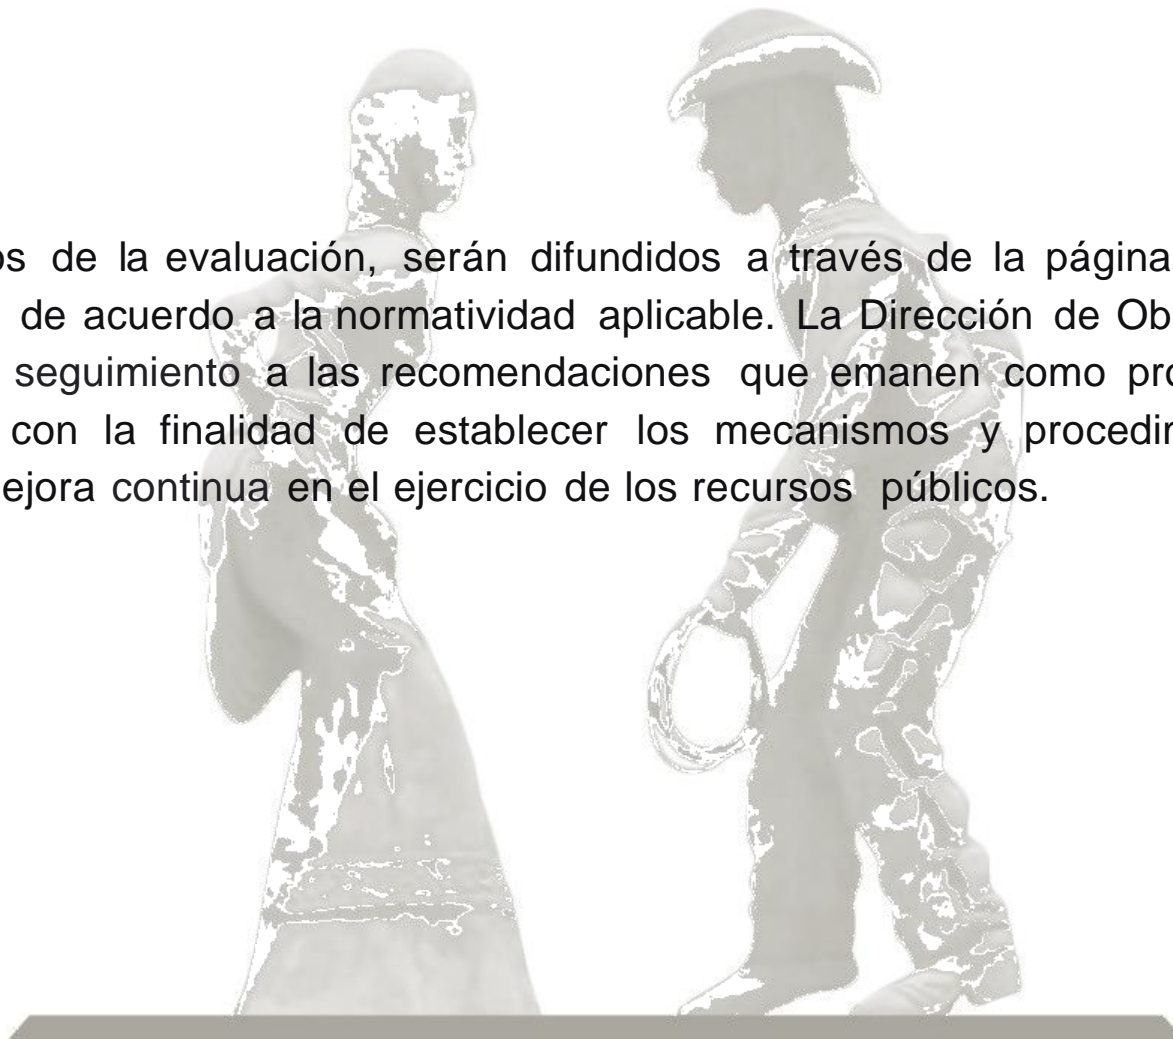 os de la evaluación, serán difundidos a través de la página
de acuerdo a la normatividad aplicable. La Dirección de Ob
seguimiento a las recomendaciones que emanen como pro
con la finalidad de establecer los mecanismos y procedi
ejora continua en el ejercicio de los recursos públicos.